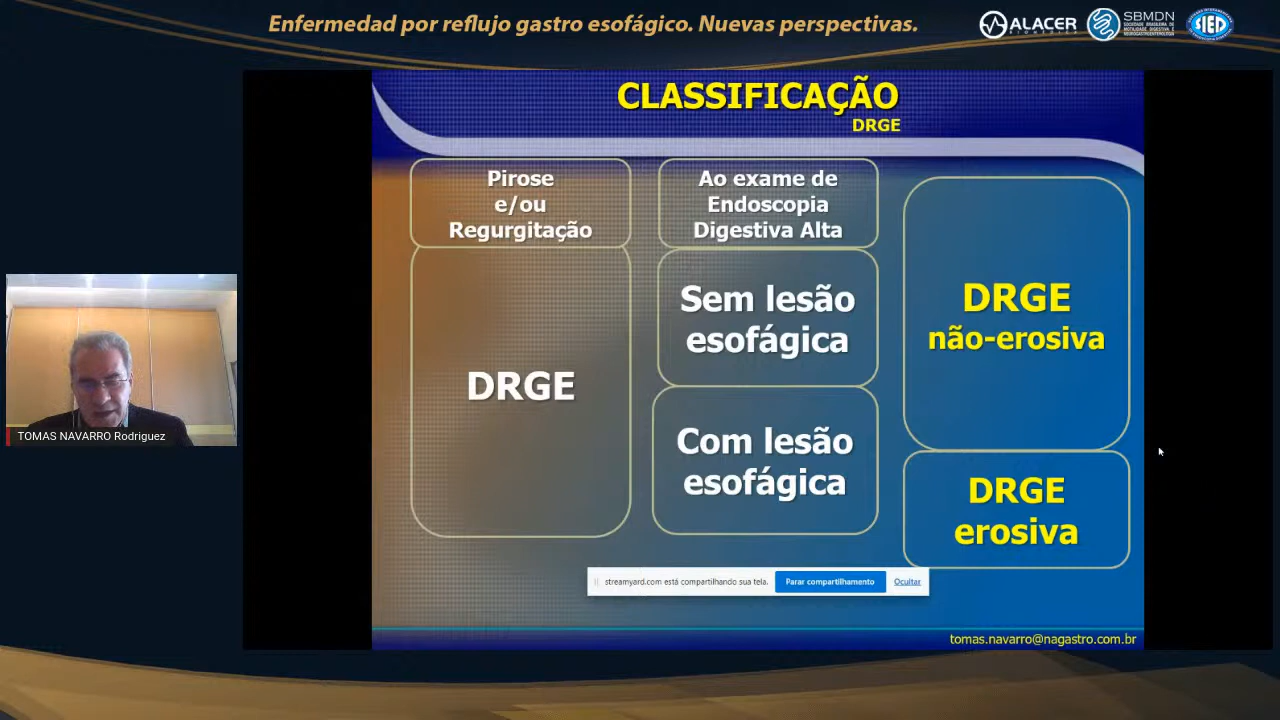 Enfermedad por reflujo gastro esofágico. Nuevas perspectivas.
ALACER
BIOMÉDICA
SBMDN
SIED
CLASSIFICAÇÃO
DRGE
Pirose
e/ou
Regurgitação
DRGE
Ao exame de
Endoscopia
Digestiva Alta
Sem lesão
esofágica
Com lesão
esofágica
DRGE
não-erosiva
DRGE
erosiva
TOMAS NAVARRO Rodriguez
streamyard.com está compartilhando sua tela.
Parar compartilhamento
Ocultar
tomas.navarro@nagastro.com.br